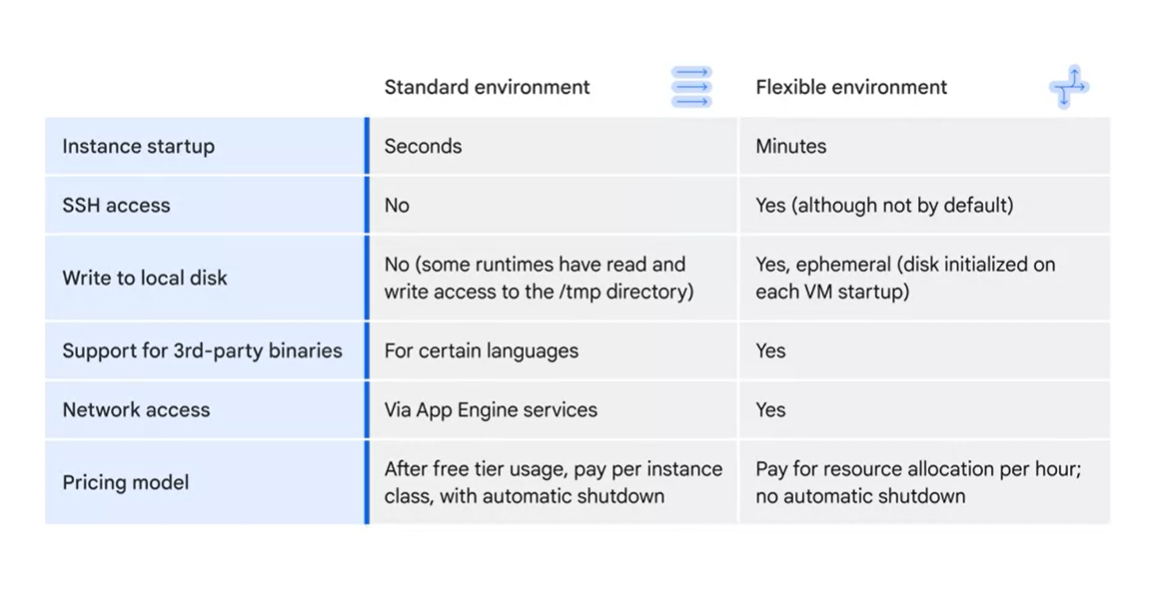 Standard environment
Flexible environment
Instance startup
Seconds
Minutes
SSH access
No
Yes (although not by default)
Write to local disk
No (some runtimes have read and
write access to the /tmp directory)
Yes, ephemeral (disk initialized on
each VM startup)
Support for 3rd-party binaries
For certain languages
Yes
Network access
Via App Engine services
Yes
Pricing model
After free tier usage, pay per instance
class, with automatic shutdown
Pay for resource allocation per hour;
no automatic shutdown